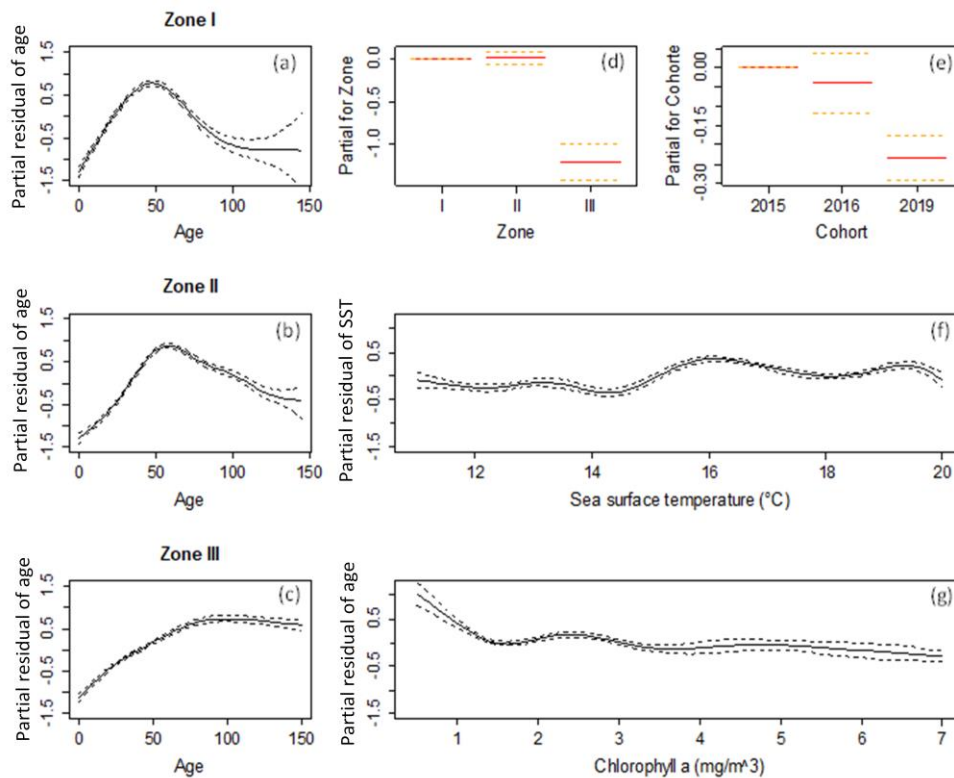 Zone I
Partial residual of age
1.5
0.5
-0.5
-1.5
(a)
0 50 100 150
Age
Partial for Zone
0.0
-0.5
-1.0
(d)
I II III
Zone
Partial for Cohorte
0.00
-0.15
-0.30
(e)
2015 2016 2019
Cohort
Zone II
Partial residual of age
1.5
0.5
-0.5
-1.5
(b)
0 50 100 150
Age
Partial residual of SST
0.5
-0.5
-1.5
(f)
12 14 16 18 20
Sea surface temperature (°C)
Zone III
Partial residual of age
1.5
0.5
-0.5
-1.5
(c)
0 50 100 150
Age
Partial residual of age
0.5
-0.5
-1.5
(g)
1 2 3 4 5 6 7
Chlorophyll a (mg/m^3)